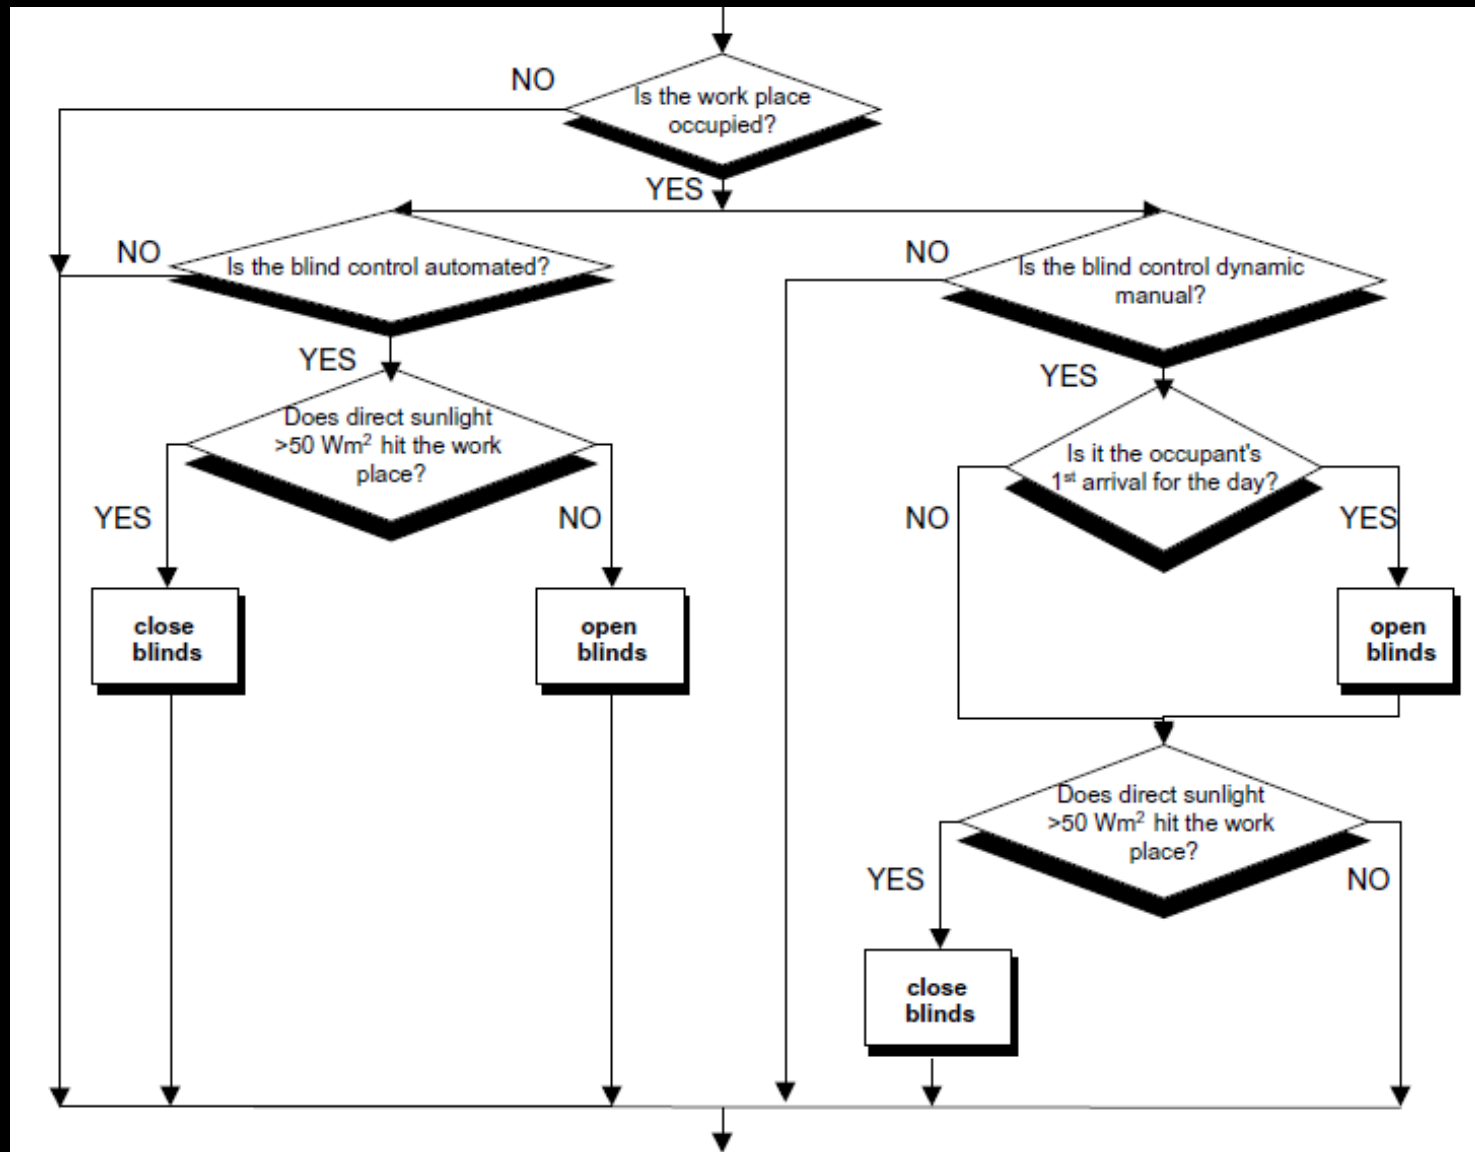 NO
Is the work place
occupied?
YES
NO
Is the blind control automated?
NO
Is the blind control dynamic
manual?
YES
YES
Does direct sunlight
>50 Wm² hit the work
place?
Is it the occupant's
1st arrival for the day?
YES
NO
NO
YES
close
blinds
open
blinds
open
blinds
Does direct sunlight
>50 Wm² hit the work
place?
YES
NO
close
blinds